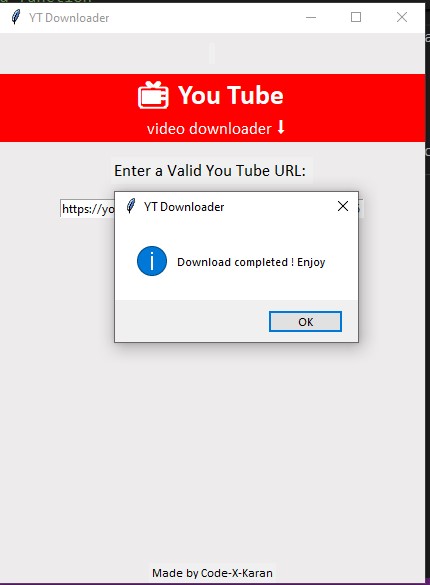 YT Downloader
You Tube
video downloader
Enter a Valid You Tube URL:
https://yo
YT Downloader
Download completed ! Enjoy
OK
Made by Code-X-Karan